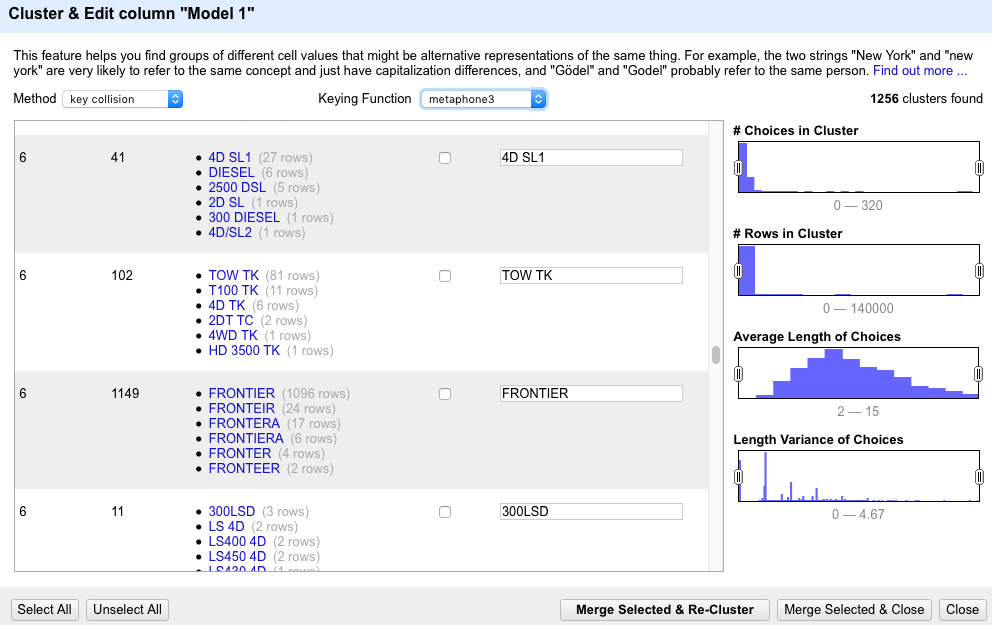 Cluster & Edit column "Model 1"
This feature helps you find groups of different cell values that might be alternative representations of the same thing. For example, the two strings "New York" and "new
york" are very likely to refer to the same concept and just have capitalization differences, and "Gödel" and "Godel" probably refer to the same person. Find out more ...
Method key collision Keying Function metaphone3 1256 clusters found
6 41 • 4D SL1 (27 rows) 4D SL1
• DIESEL (6 rows)
• 2500 DSL (5 rows)
• 2D SL (1 rows)
• 300 DIESEL (1 rows)
• 4D/SL2 (1 rows)
6 102 • TOW TK (81 rows) TOW TK
• T100 TK (11 rows)
• 4D TK (6 rows)
• 2DT TC (2 rows)
• 4WD TK (1 rows)
• HD 3500 TK (1 rows)
6 1149 • FRONTIER (1096 rows) FRONTIER
• FRONTEIR (24 rows)
• FRONTERA (17 rows)
• FRONTIERA (6 rows)
• FRONTER (4 rows)
• FRONTEER (2 rows)
6 11 • 300LSD (3 rows) 300LSD
• LS 4D (2 rows)
• LS400 4D (2 rows)
• LS450 4D (2 rows)
• LS430 4D (1 rows)
# Choices in Cluster
0 — 320
# Rows in Cluster
0 — 140000
Average Length of Choices
2 — 15
Length Variance of Choices
0 — 4.67
Select All Unselect All Merge Selected & Re-Cluster Merge Selected & Close Close